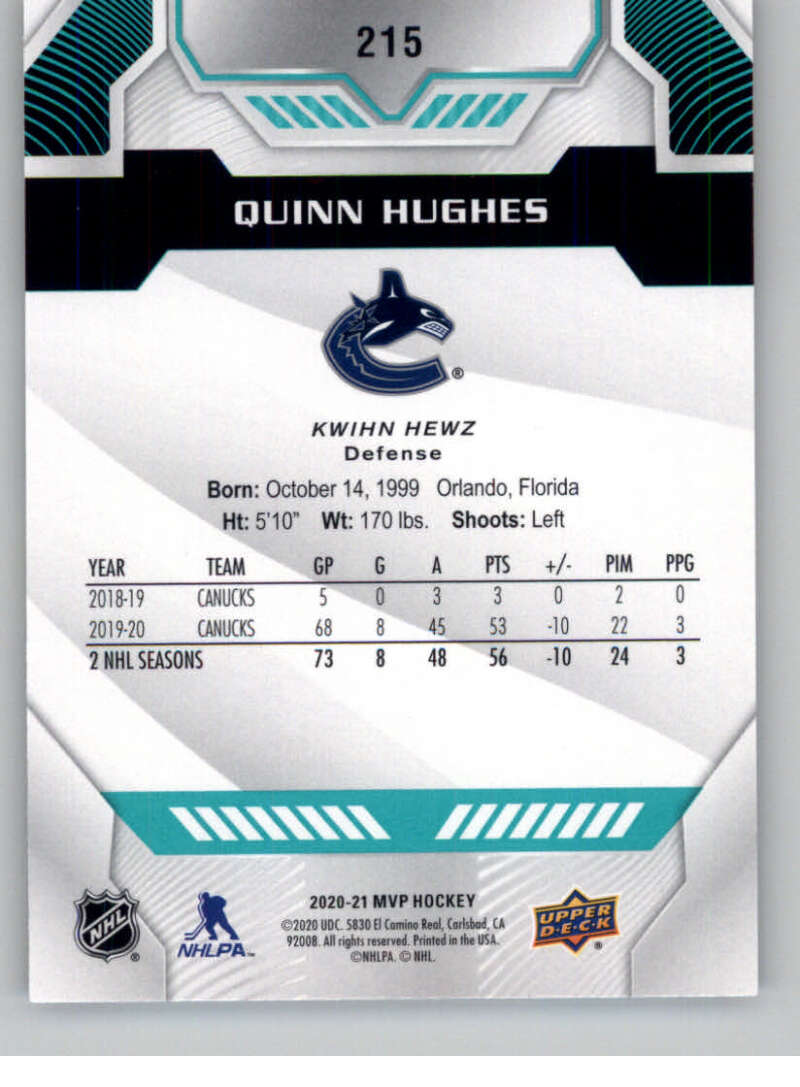 215
QUINN HUGHES
®
KWIHN HEWZ
Defense
Born: October 14, 1999 Orlando, Florida
Ht: 5'10" Wt: 170 lbs. Shoots: Left
YEAR TEAM GP G A PTS +/- PIM PPG
2018-19 CANUCKS 5 0 3 3 0 2 0
2019-20 CANUCKS 68 8 45 53 -10 22 3
2 NHL SEASONS 73 8 48 56 -10 24 3
NHL ®
NHLPA™
2020-21 MVP HOCKEY
©2020 UDC. 5830 El Camino Real, Carlsbad, CA
92008. All rights reserved. Printed in the USA.
©NHLPA. © NHL.
UPPER
D·E·C·K ®